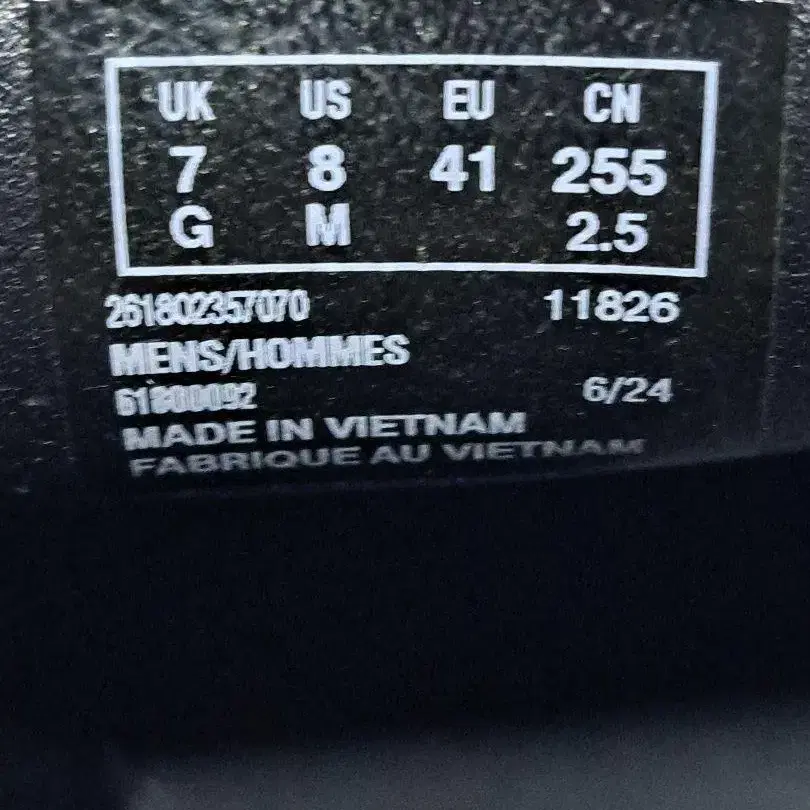 UK US EU CN
7 8 41 255
G M 2.5
261802357070 11826
MENS/HOMMES
61800092 6/24
MADE IN VIETNAM
FABRIQUE AU VIETNAM